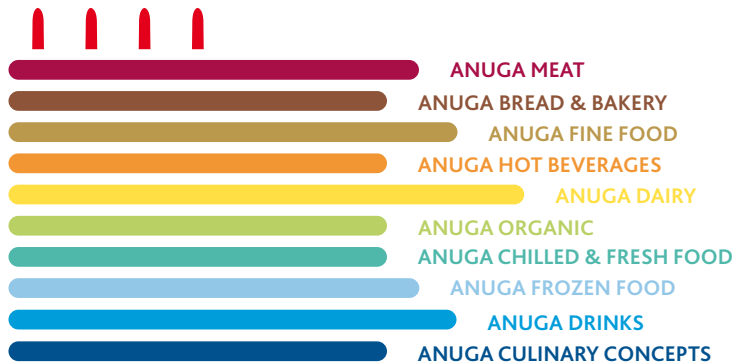 ANUGA MEAT
ANUGA BREAD & BAKERY
ANUGA FINE FOOD
ANUGA HOT BEVERAGES
ANUGA DAIRY
ANUGA ORGANIC
ANUGA CHILLED & FRESH FOOD
ANUGA FROZEN FOOD
ANUGA DRINKS
ANUGA CULINARY CONCEPTS